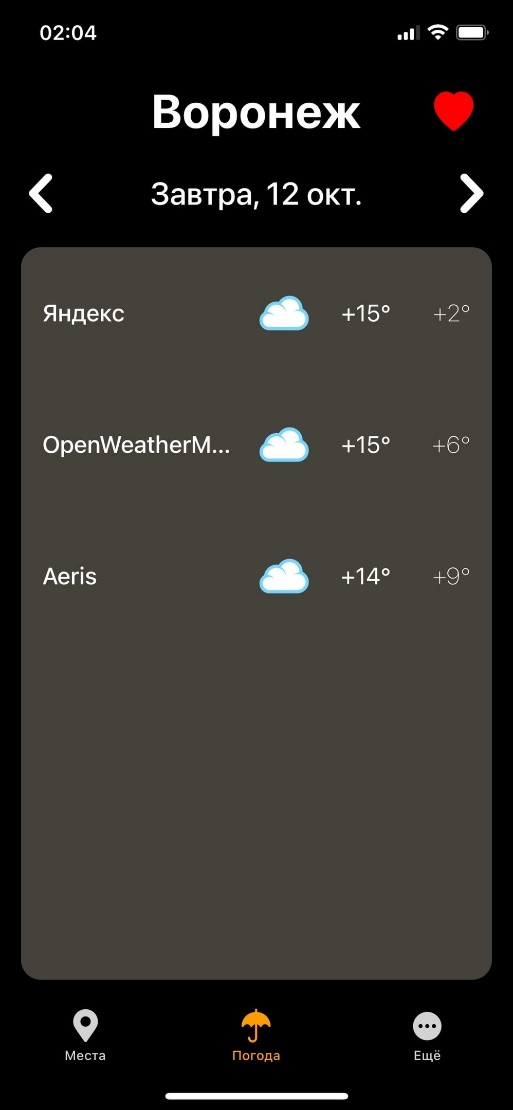 02:04
Воронеж
Завтра, 12 окт.
Яндекс +15° +2°
OpenWeatherM... +15° +6°
Aeris +14° +9°
Места Погода Ещё